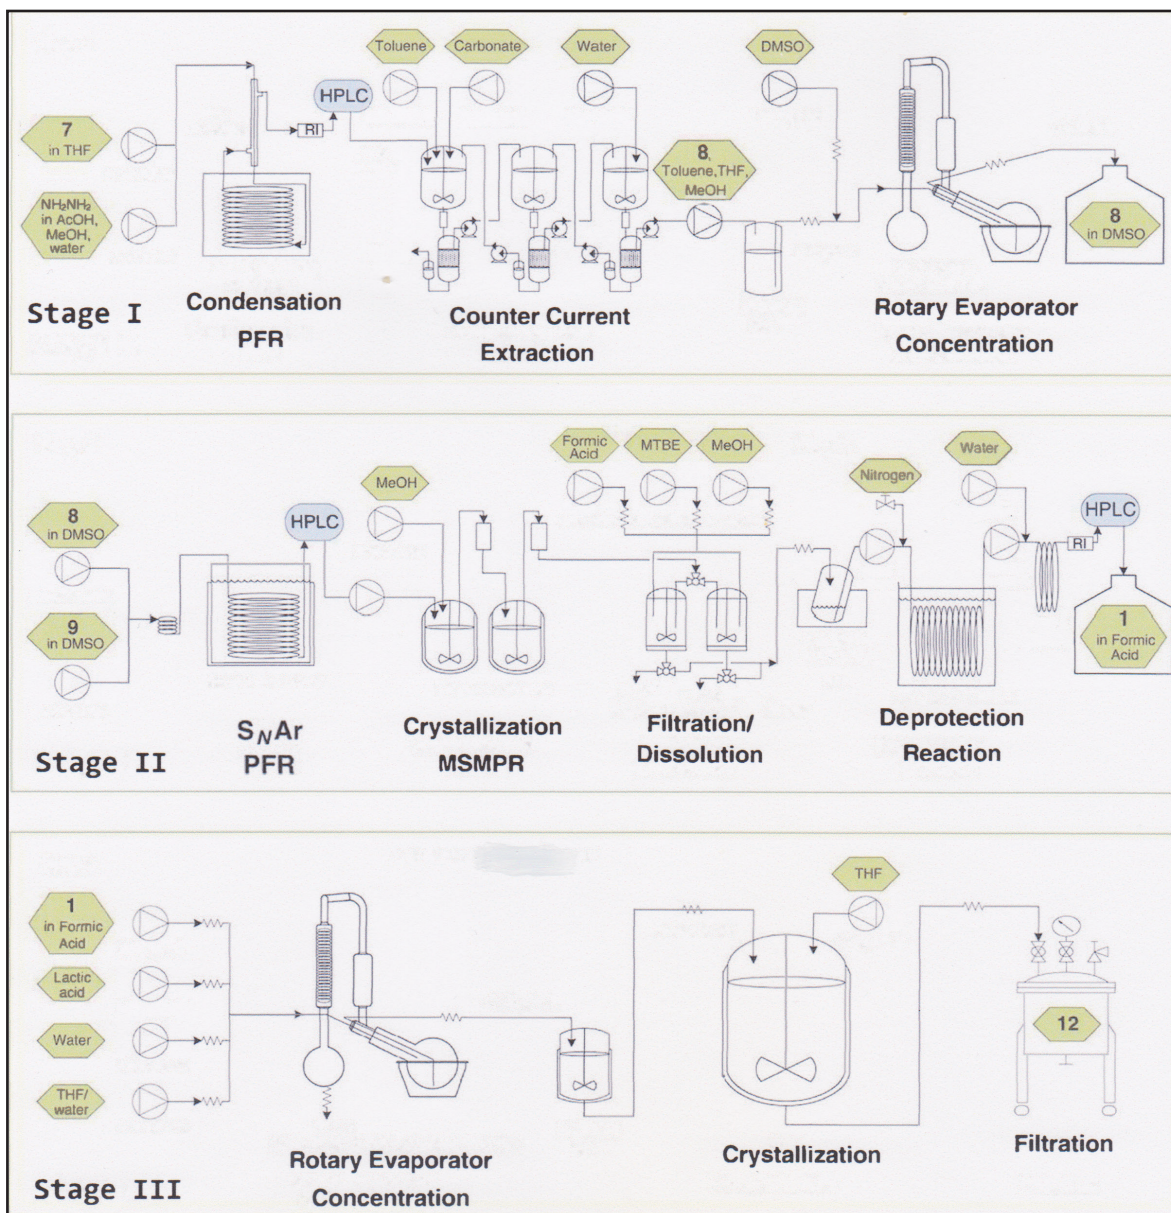 Toluene
Carbonate
Water
DMSO
HPLC
RI
7
in THF
NH₂NH₂
in AcOH,
MeOH,
water
8,
Toluene,THF,
MeOH
8
in DMSO
Stage I
Condensation
PFR
Counter Current
Extraction
Rotary Evaporator
Concentration
Formic
Acid
MTBE
MeOH
Water
Nitrogen
MeOH
HPLC
HPLC
RI
8
in DMSO
9
in DMSO
1
in Formic
Acid
Stage II
SNAr
PFR
Crystallization
MSMPR
Filtration/
Dissolution
Deprotection
Reaction
THF
1
in Formic
Acid
Lactic
acid
Water
THF/
water
12
Stage III
Rotary Evaporator
Concentration
Crystallization
Filtration